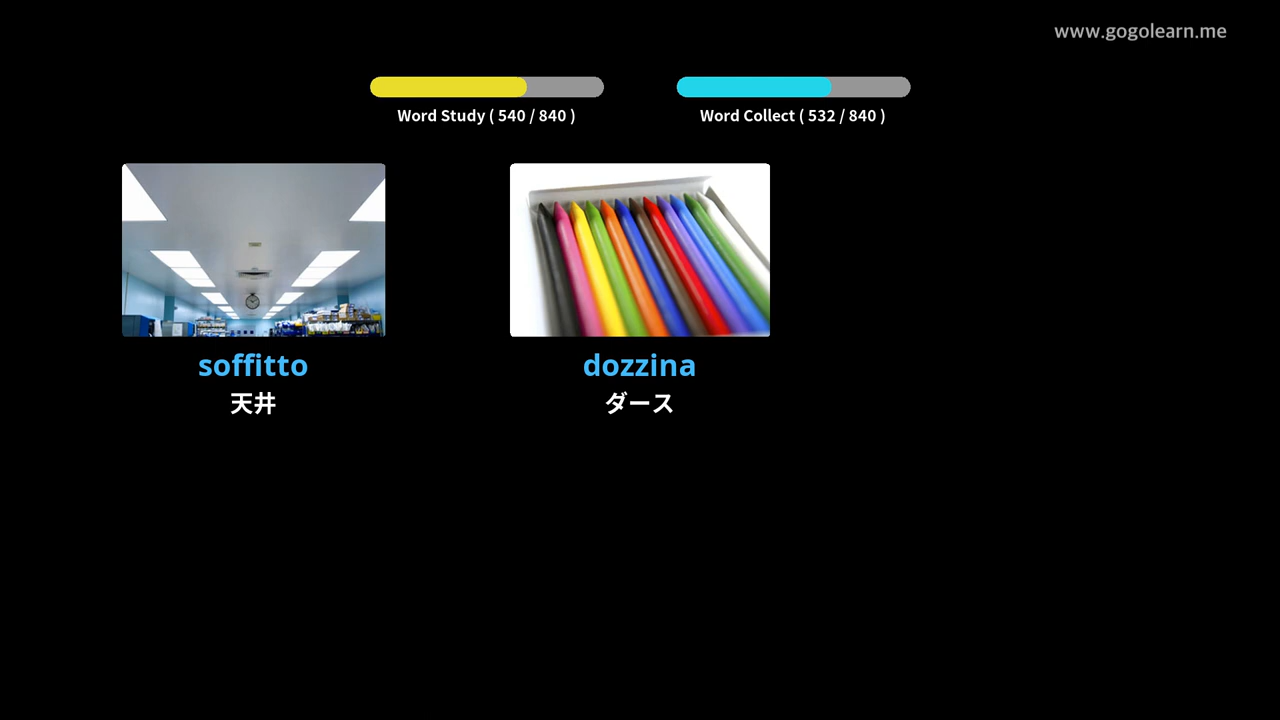 www.gogolearn.me
Word Study ( 540 / 840 )
Word Collect ( 532 / 840 )
soffitto
天井
dozzina
ダース